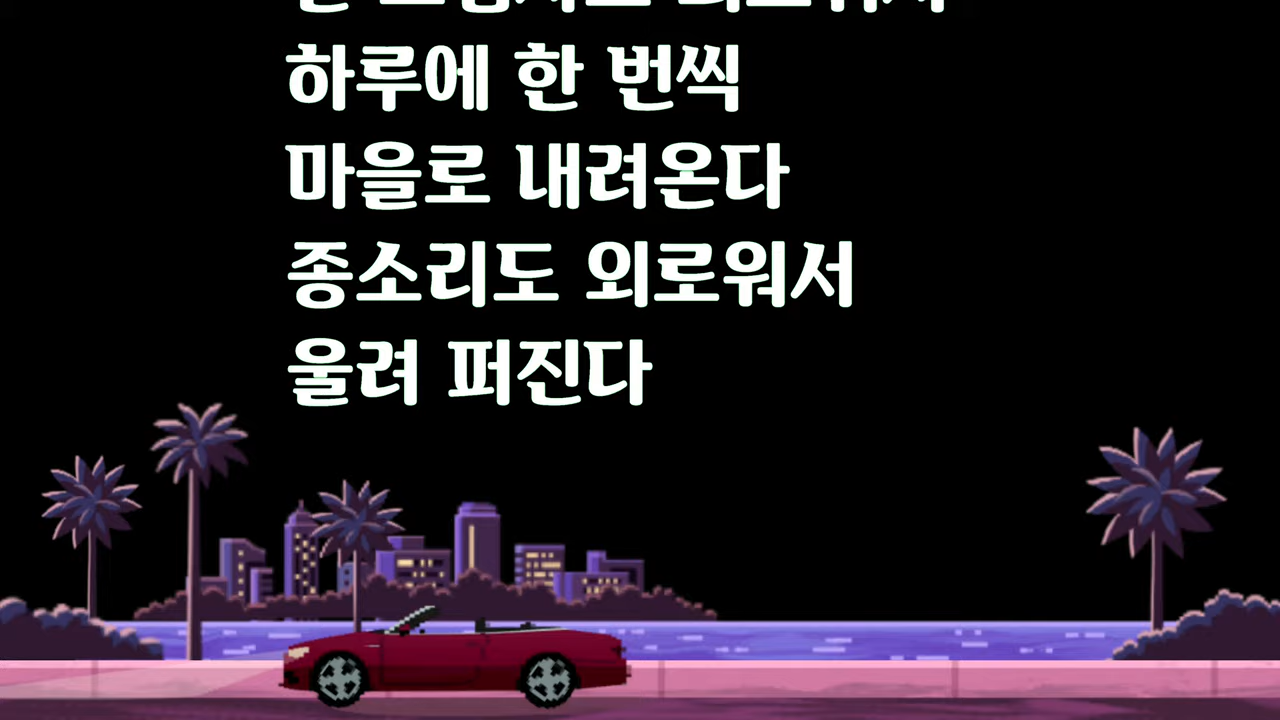 하루에 한 번씩
마을로 내려온다
종소리도 외로워서
울려 퍼진다